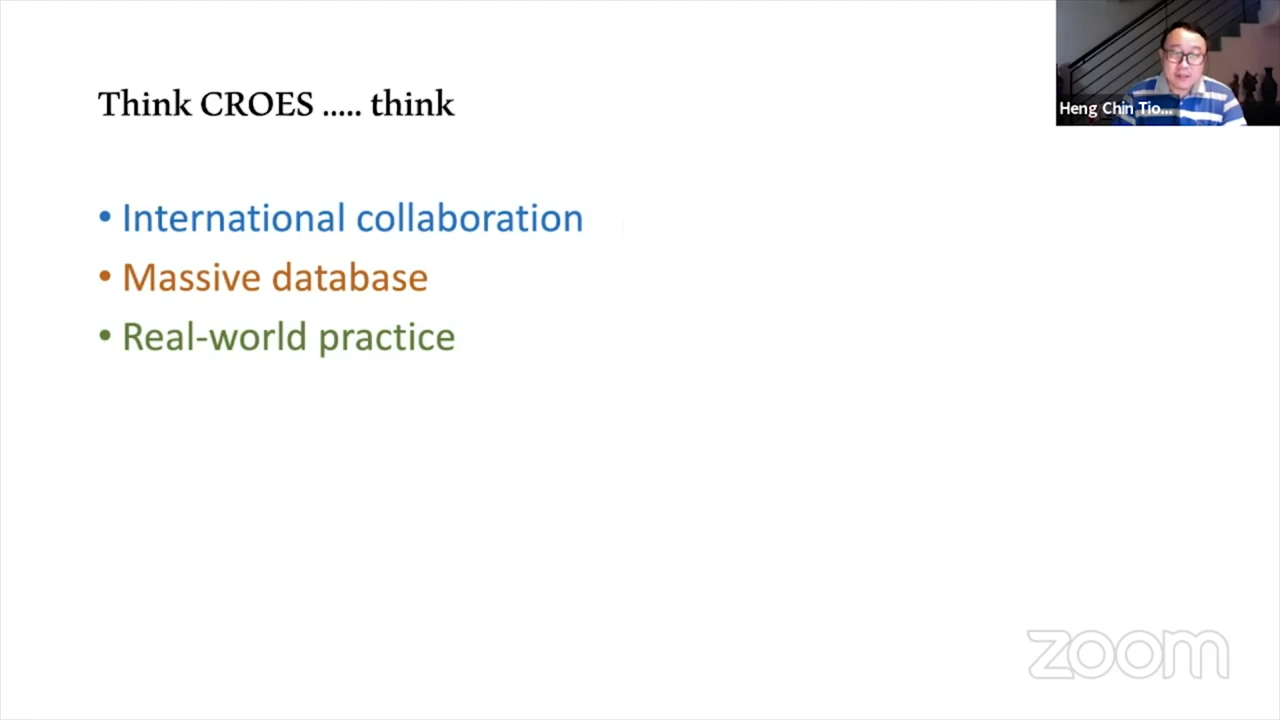 Think CROES ..... think
• International collaboration
• Massive database
• Real-world practice
Heng Chin Tio...
zoom